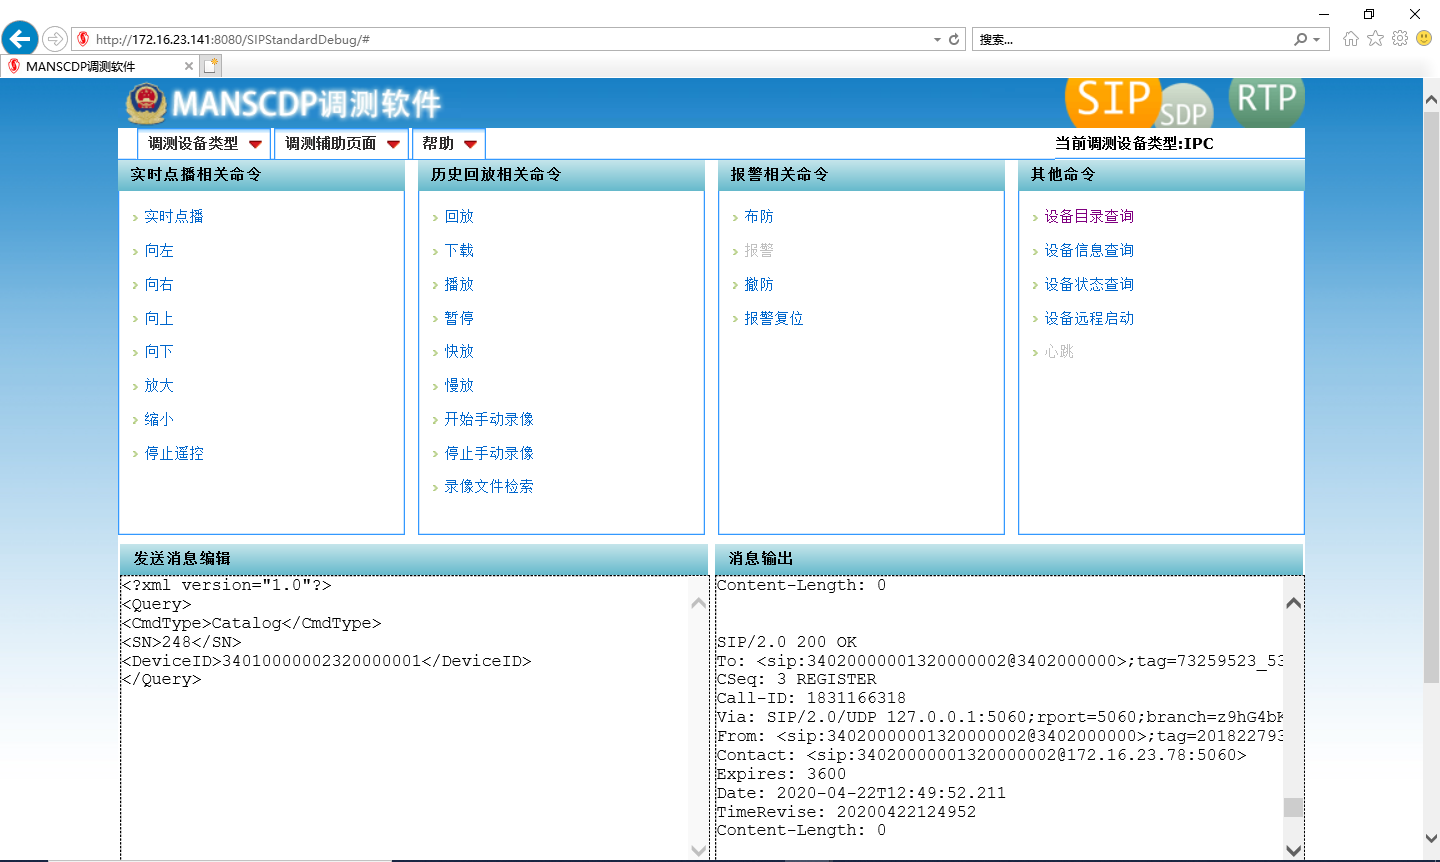 http://172.16.23.141:8080/SIPStandardDebug/#
搜索...
MANSCDP调测软件
MANSCDP调测软件
SIP SDP RTP
调测设备类型 调测辅助页面 帮助 当前调测设备类型:IPC
实时点播相关命令
实时点播
向左
向右
向上
向下
放大
缩小
停止遥控
历史回放相关命令
回放
下载
播放
暂停
快放
慢放
开始手动录像
停止手动录像
录像文件检索
报警相关命令
布防
报警
撤防
报警复位
其他命令
设备目录查询
设备信息查询
设备状态查询
设备远程启动
心跳
发送消息编辑
<?xml version="1.0"?>
<Query>
<CmdType>Catalog</CmdType>
<SN>248</SN>
<DeviceID>34010000002320000001</DeviceID>
</Query>
消息输出
Content-Length: 0
SIP/2.0 200 OK
To: <sip:34020000001320000002@3402000000>;tag=73259523_53
CSeq: 3 REGISTER
Call-ID: 1831166318
Via: SIP/2.0/UDP 127.0.0.1:5060;rport=5060;branch=z9hG4bK
From: <sip:34020000001320000002@3402000000>;tag=201822793
Contact: <sip:34020000001320000002@172.16.23.78:5060>
Expires: 3600
Date: 2020-04-22T12:49:52.211
TimeRevise: 20200422124952
Content-Length: 0